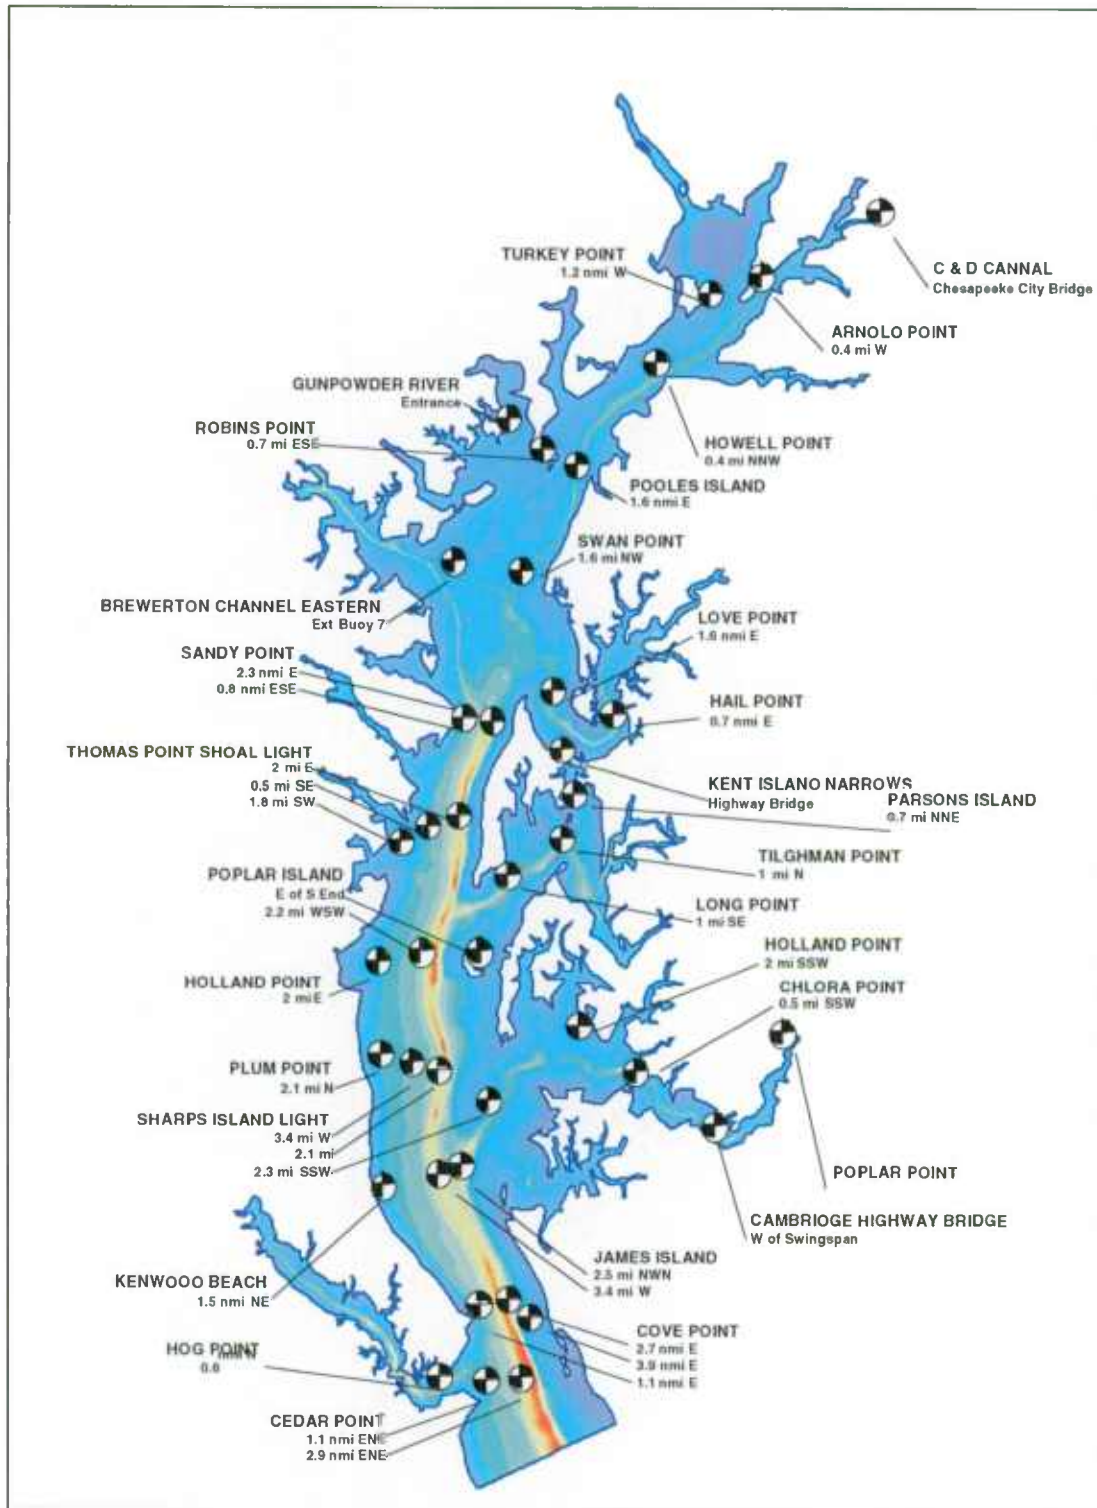 TURKEY POINT
1.2 nmi W
C & D CANNAL
Chesapeeke City Bridge
ARNOLO POINT
0.4 mi W
GUNPOWDER RIVER
Entrance
ROBINS POINT
0.7 mi ESE
HOWELL POINT
0.4 mi NNW
POOLES ISLAND
1.6 nmi E
SWAN POINT
1.6 mi NW
BREWERTON CHANNEL EASTERN
Ext Buoy 7
LOVE POINT
1.6 nmi E
SANDY POINT
2.3 nmi E
0.8 nmi ESE
HAIL POINT
0.7 nmi E
THOMAS POINT SHOAL LIGHT
2 mi E
0.5 mi SE
1.8 mi SW
KENT ISLANO NARROWS
Highway Bridge
PARSONS ISLAND
0.7 mi NNE
TILGHMAN POINT
1 mi N
POPLAR ISLAND
E of S End
2.2 mi WSW
LONG POINT
1 mi SE
HOLLAND POINT
2 mi SSW
HOLLAND POINT
2 mi E
CHLORA POINT
0.5 mi SSW
PLUM POINT
2.1 mi N
SHARPS ISLAND LIGHT
3.4 mi W
2.1 mi
2.3 mi SSW
POPLAR POINT
CAMBRIOGE HIGHWAY BRIDGE
W of Swingspan
JAMES ISLAND
2.5 mi NWN
3.4 mi W
KENWOOO BEACH
1.5 nmi NE
COVE POINT
2.7 nmi E
3.9 nmi E
1.1 nmi E
HOG POINT
0.6 nmi N
CEDAR POINT
1.1 nmi ENE
2.9 nmi ENE